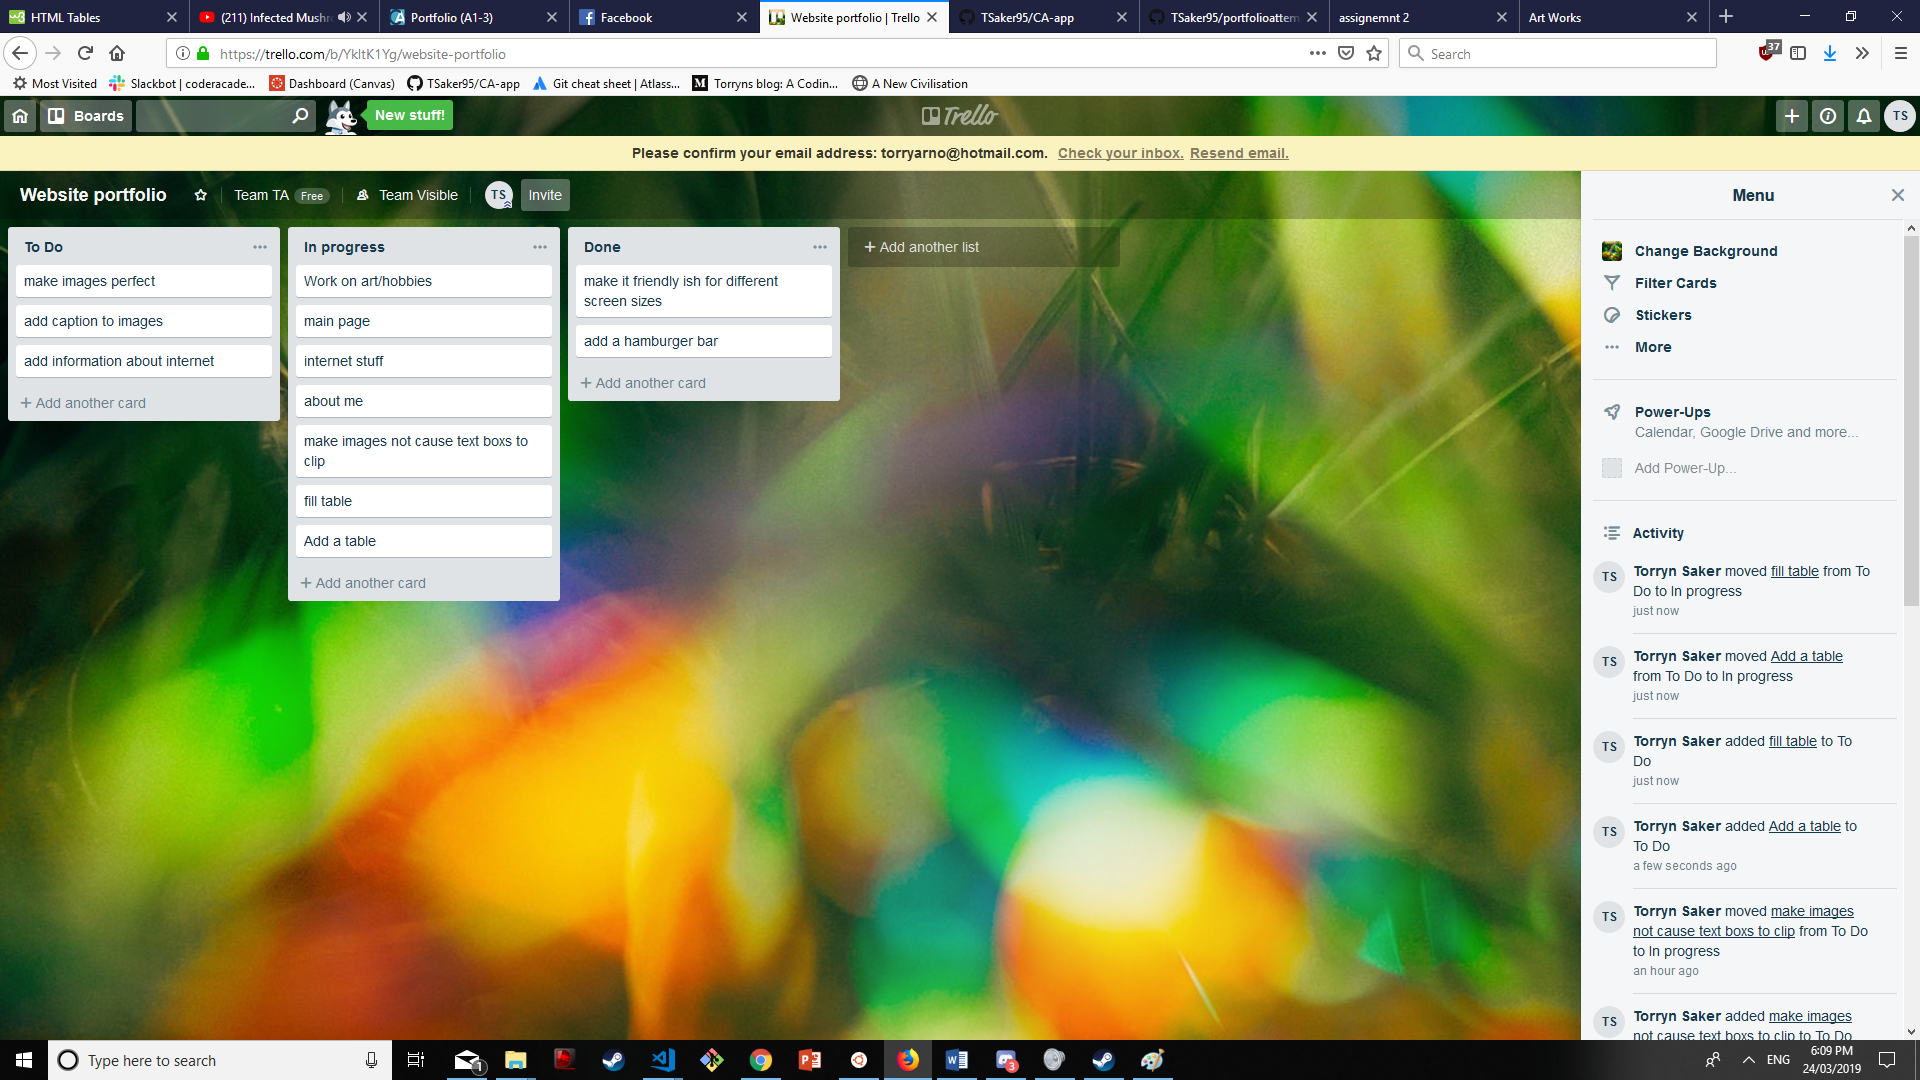 HTML Tables
(211) Infected Mushr
Portfolio (A1-3)
Facebook
Website portfolio | Trello
TSaker95/CA-app
TSaker95/portfolioattem
assignemnt 2
Art Works
https://trello.com/b/YkltK1Yg/website-portfolio
Search
37
Most Visited
Slackbot | coderacade...
Dashboard (Canvas)
TSaker95/CA-app
Git cheat sheet | Atlass...
Torryns blog: A Codin...
A New Civilisation
Boards
New stuff!
Trello
TS
Please confirm your email address: torryarno@hotmail.com. Check your inbox. Resend email.
Website portfolio
Team TA Free
Team Visible
TS
Invite
To Do
make images perfect
add caption to images
add information about internet
+ Add another card
In progress
Work on art/hobbies
main page
internet stuff
about me
make images not cause text boxs to
clip
fill table
Add a table
+ Add another card
Done
make it friendly ish for different
screen sizes
add a hamburger bar
+ Add another card
+ Add another list
Menu
Change Background
Filter Cards
Stickers
More
Power-Ups
Calendar, Google Drive and more...
Add Power-Up...
Activity
TS
Torryn Saker moved fill table from To
Do to In progress
just now
TS
Torryn Saker moved Add a table
from To Do to In progress
just now
TS
Torryn Saker added fill table to To
Do
just now
TS
Torryn Saker added Add a table to
To Do
a few seconds ago
TS
Torryn Saker moved make images
not cause text boxs to clip from To Do
to In progress
an hour ago
TS
Torryn Saker added make images
not cause text boxs to clip to To Do
Type here to search
1
3
ENG
6:09 PM
24/03/2019